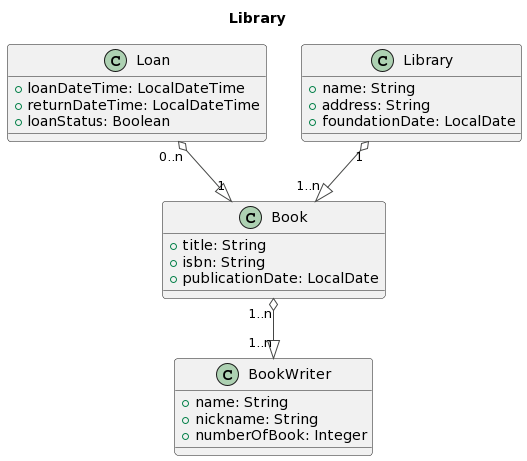 Library
C Loan
loanDateTime: LocalDateTime
returnDateTime: LocalDateTime
loanStatus: Boolean
C Library
name: String
address: String
foundationDate: LocalDate
0..n
1
1
1..n
C Book
title: String
isbn: String
publicationDate: LocalDate
1..n
1..n
C BookWriter
name: String
nickname: String
numberOfBook: Integer